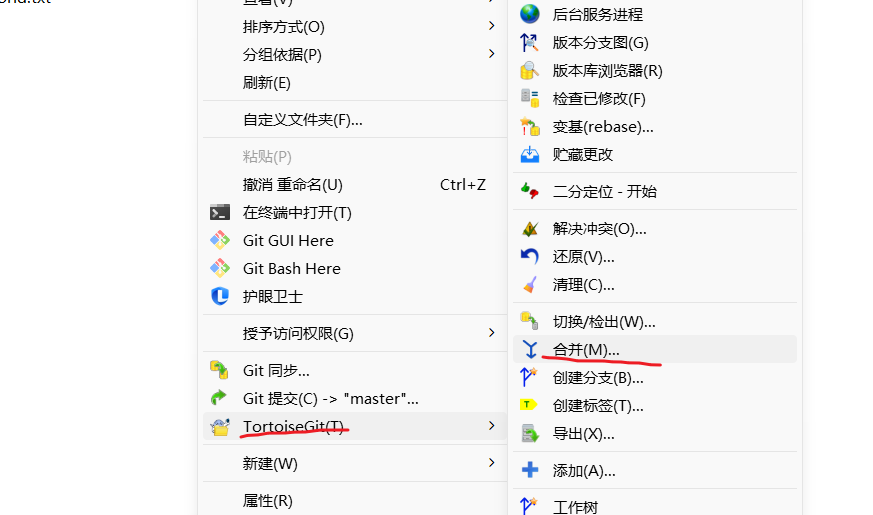 ond.txt
查看(V)
排序方式(O)
分组依据(P)
刷新(E)
自定义文件夹(F)...
粘贴(P)
撤消 重命名(U) Ctrl+Z
在终端中打开(T)
Git GUI Here
Git Bash Here
护眼卫士
授予访问权限(G)
Git 同步...
Git 提交(C) -> "master"...
TortoiseGit(T)
新建(W)
属性(R)
后台服务进程
版本分支图(G)
版本库浏览器(R)
检查已修改(F)
变基(rebase)...
贮藏更改
二分定位 - 开始
解决冲突(O)...
还原(V)...
清理(C)...
切换/检出(W)...
合并(M)...
创建分支(B)...
创建标签(T)...
导出(X)...
添加(A)...
工作树